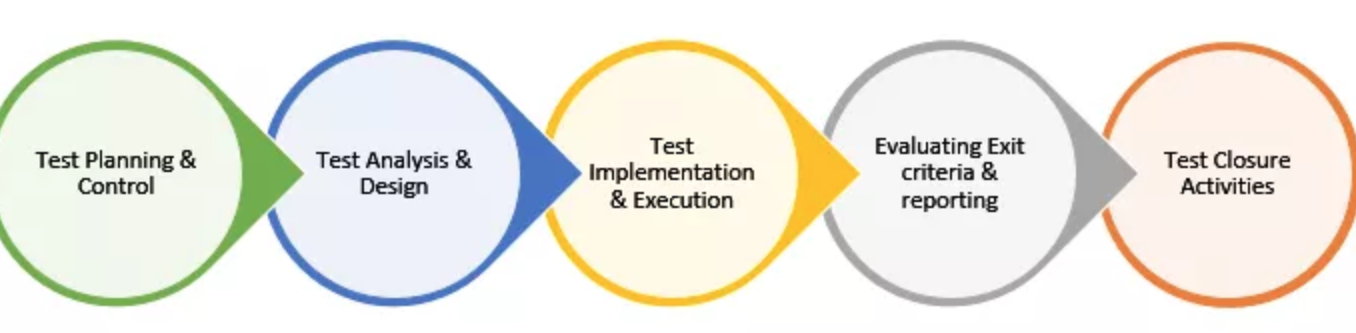 Test Planning &
Control
Test Analysis &
Design
Test
Implementation
& Execution
Evaluating Exit
criteria &
reporting
Test Closure
Activities